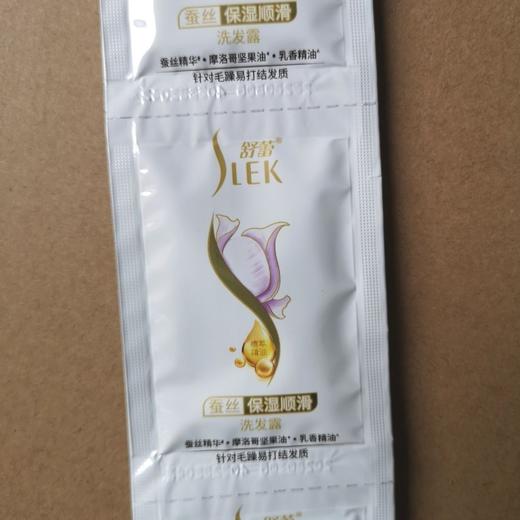 蚕丝 保湿顺滑
洗发露
蚕丝精华+•摩洛哥坚果油+•乳香精油+
针对毛躁易打结发质
舒蕾®
SLEK
精油
蚕丝 保湿顺滑
洗发露
蚕丝精华+•摩洛哥坚果油+•乳香精油+
针对毛躁易打结发质